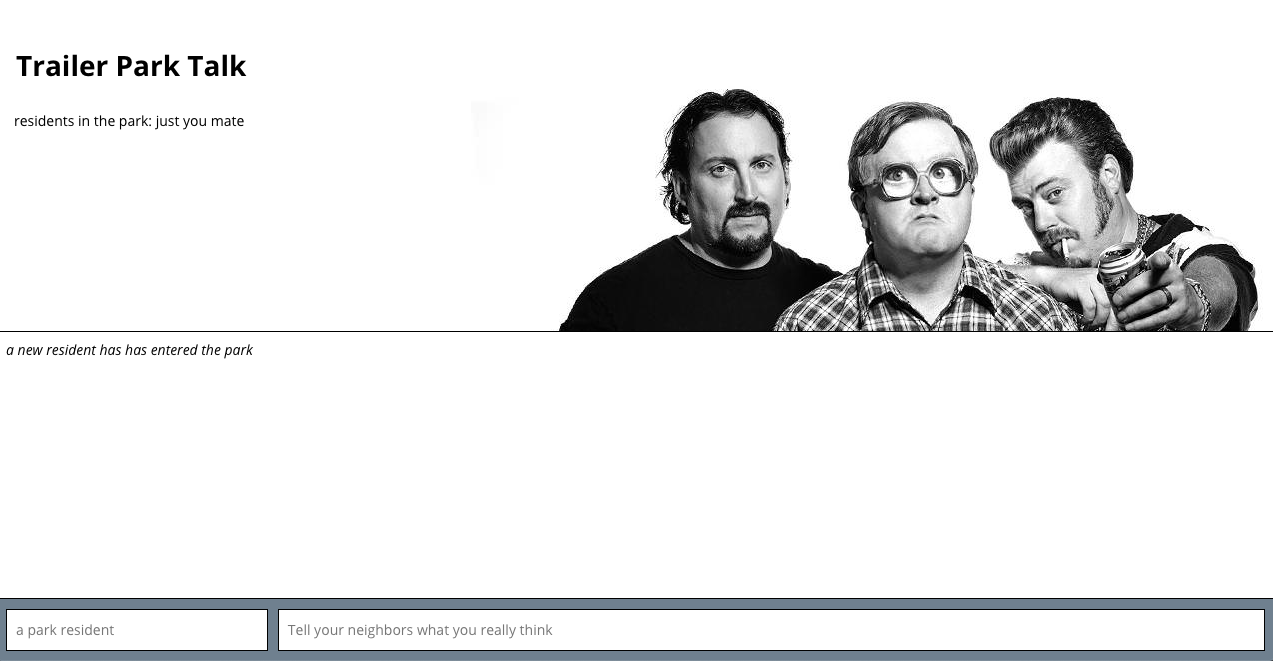 Trailer Park Talk
residents in the park: just you mate
a new resident has has entered the park
a park resident
Tell your neighbors what you really think